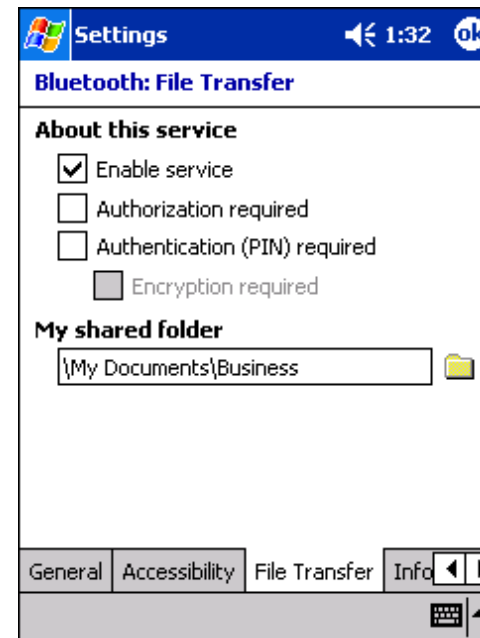 Settings 1:32 ok
Bluetooth: File Transfer
About this service
Enable service
Authorization required
Authentication (PIN) required
Encryption required
My shared folder
\My Documents\Business
General Accessibility File Transfer Info